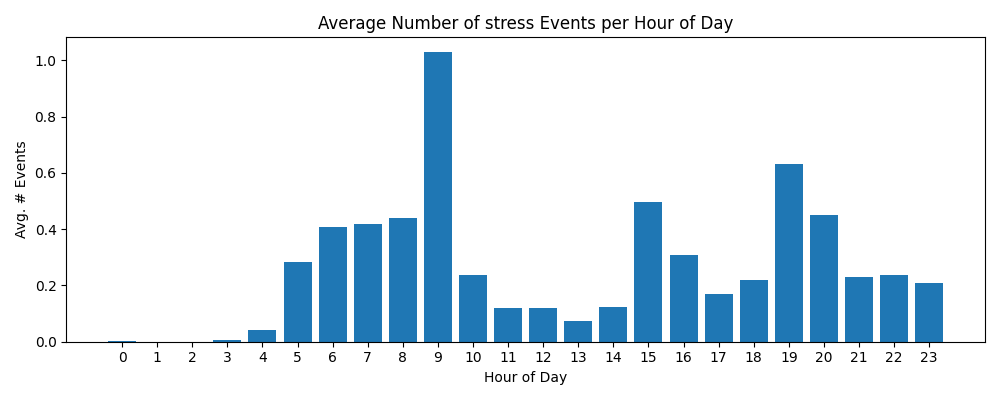 Average Number of stress Events per Hour of Day
Avg. # Events
1.0
0.8
0.6
0.4
0.2
0.0
0 1 2 3 4 5 6 7 8 9 10 11 12 13 14 15 16 17 18 19 20 21 22 23
Hour of Day